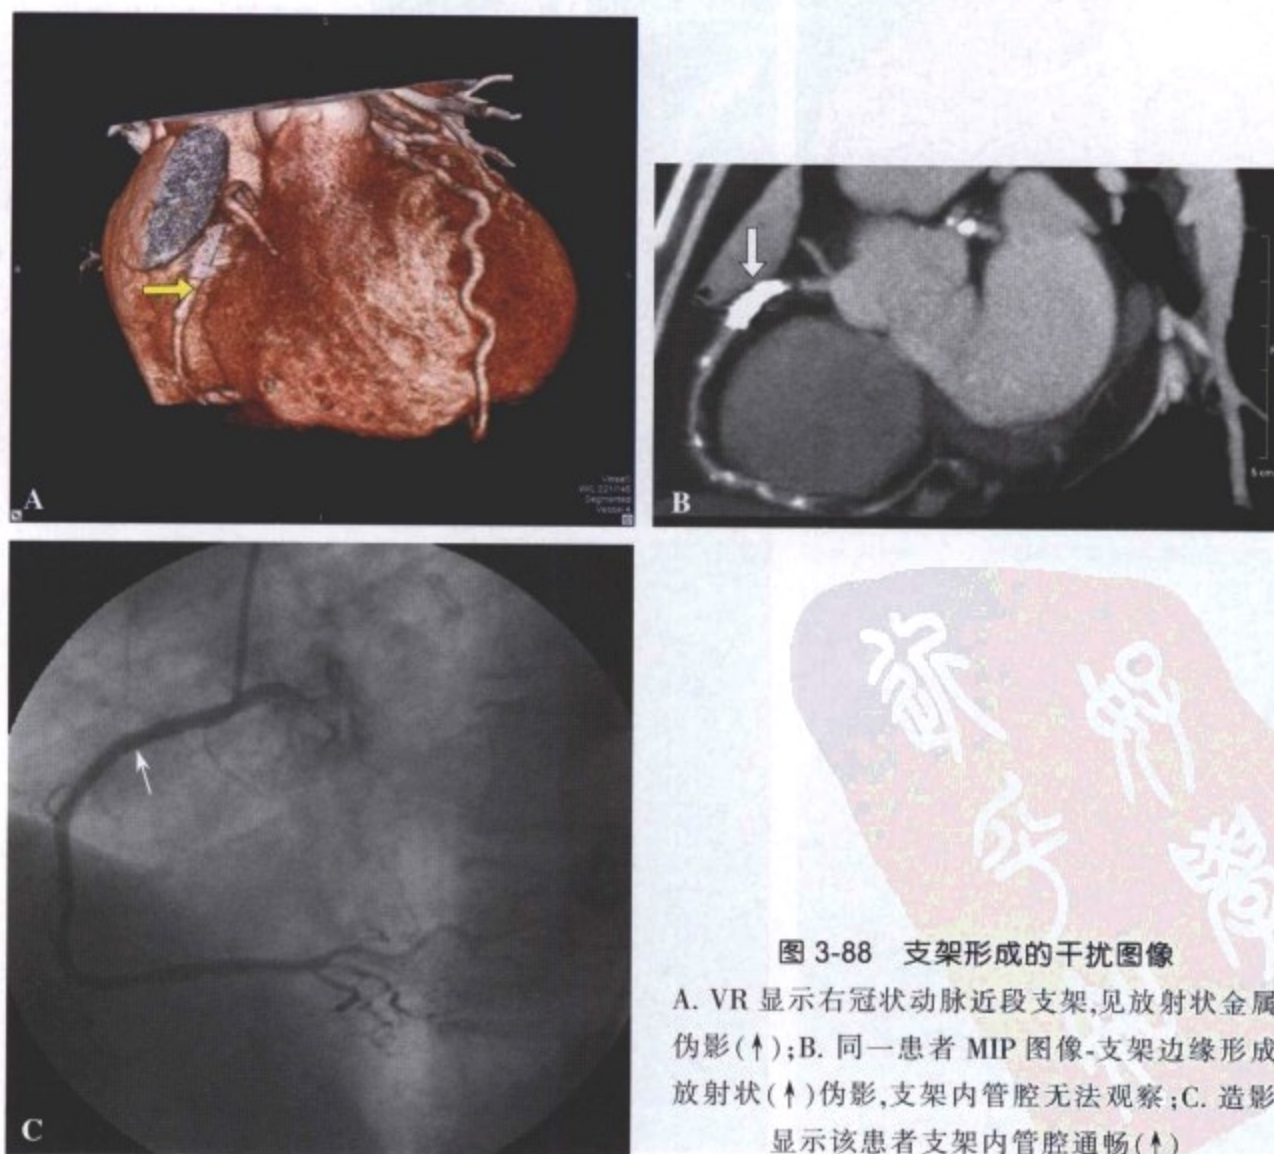 A
Segmented
B
5 cm
C
图 3-88 支架形成的干扰图像
A. VR 显示右冠状动脉近段支架,见放射状金属
伪影(↑);B. 同一患者 MIP 图像-支架边缘形成
放射状(↑)伪影,支架内管腔无法观察;C. 造影
显示该患者支架内管腔通畅(↑)